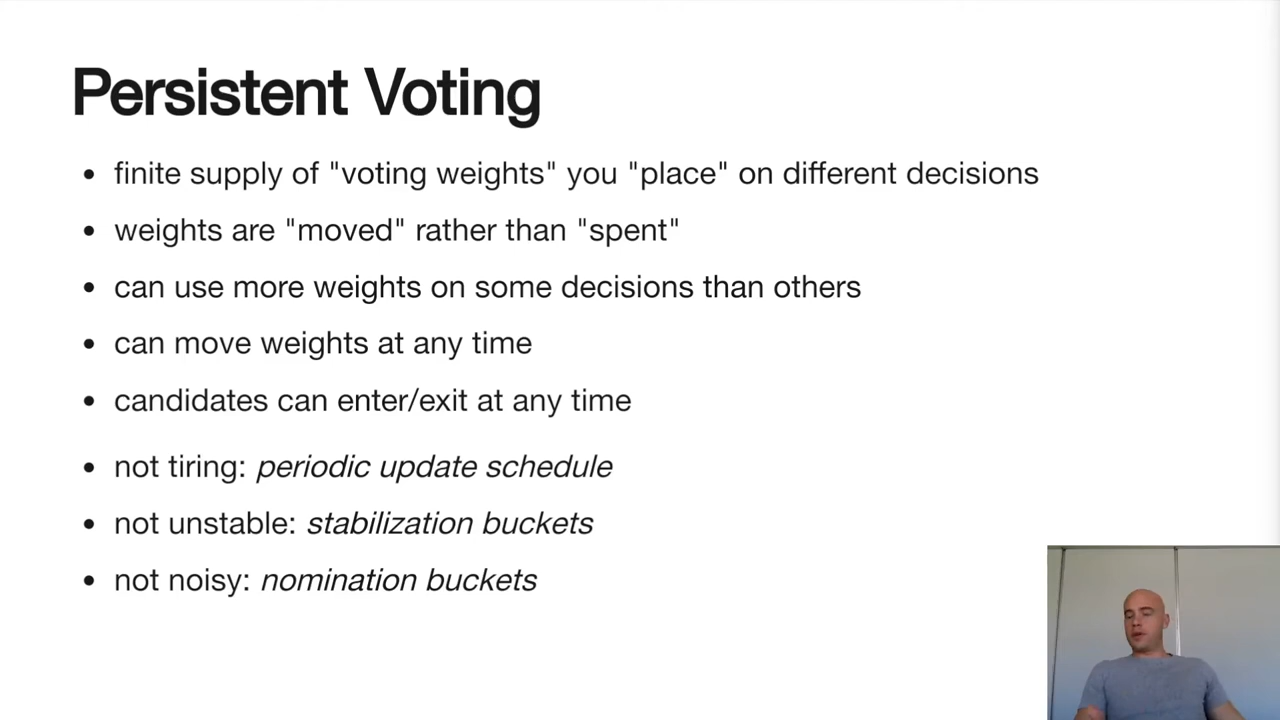 Persistent Voting
• finite supply of "voting weights" you "place" on different decisions
• weights are "moved" rather than "spent"
• can use more weights on some decisions than others
• can move weights at any time
• candidates can enter/exit at any time
• not tiring: periodic update schedule
• not unstable: stabilization buckets
• not noisy: nomination buckets